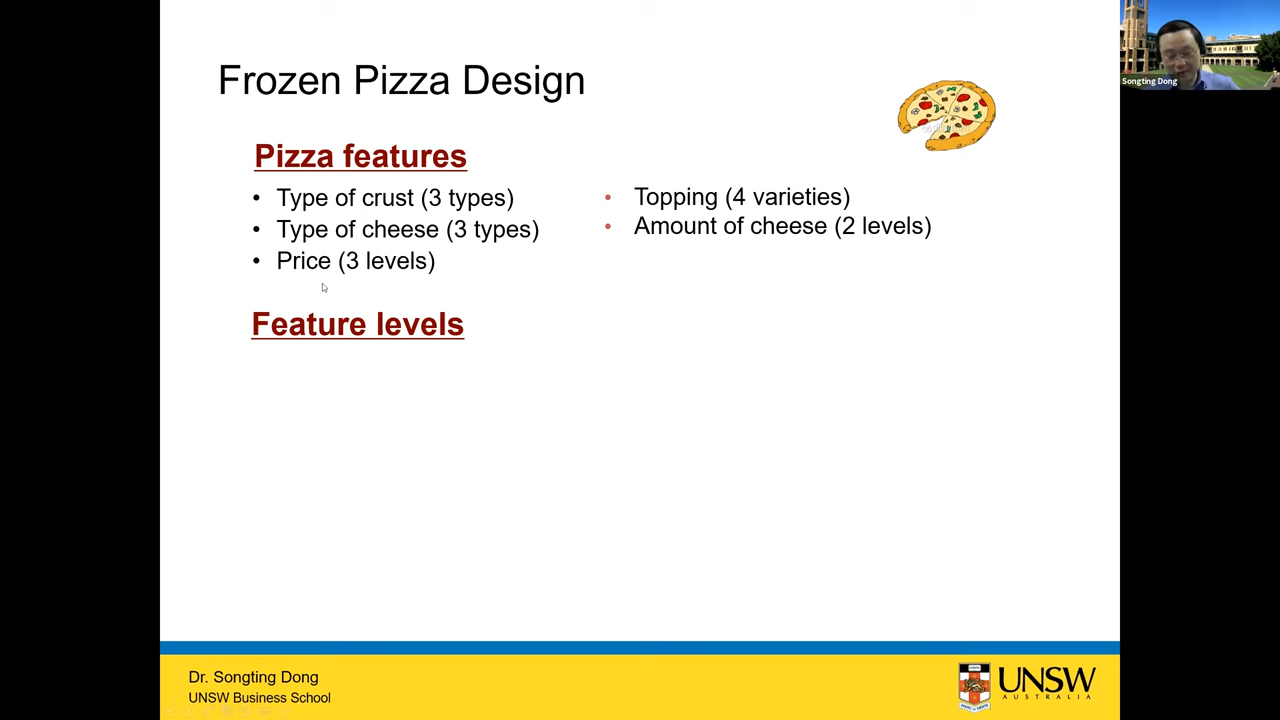 Frozen Pizza Design
Pizza features
• Type of crust (3 types)
• Type of cheese (3 types)
• Price (3 levels)
• Topping (4 varieties)
• Amount of cheese (2 levels)
Feature levels
Dr. Songting Dong
UNSW Business School
UNSW
AUSTRALIA
Songting Dong